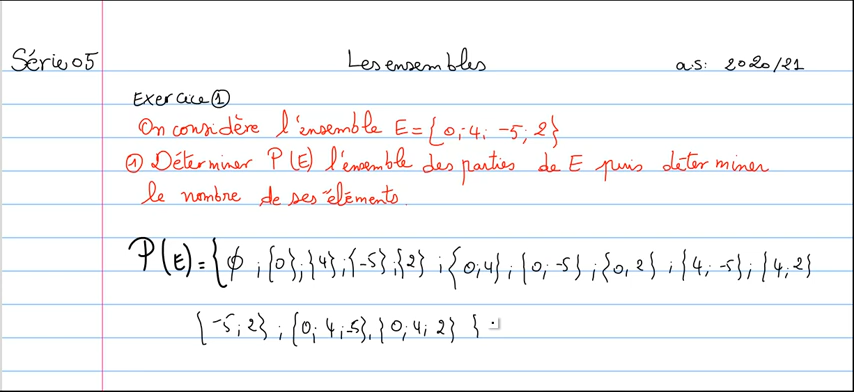 Série 05 Les ensembles a.s: 2020/21
Exercice ①
On considère l'ensemble E={0; 4; -5; 2}
① Déterminer P(E) l'ensemble des parties de E puis déterminer
le nombre de ses éléments.
P(E)={∅ ; {0}; {4}; {-5}; {2} ; {0;4} ; {0; -5} ; {0; 2} ; {4; -5} ; {4; 2}
{-5; 2} ; {0; 4; -5}, {0; 4; 2} {